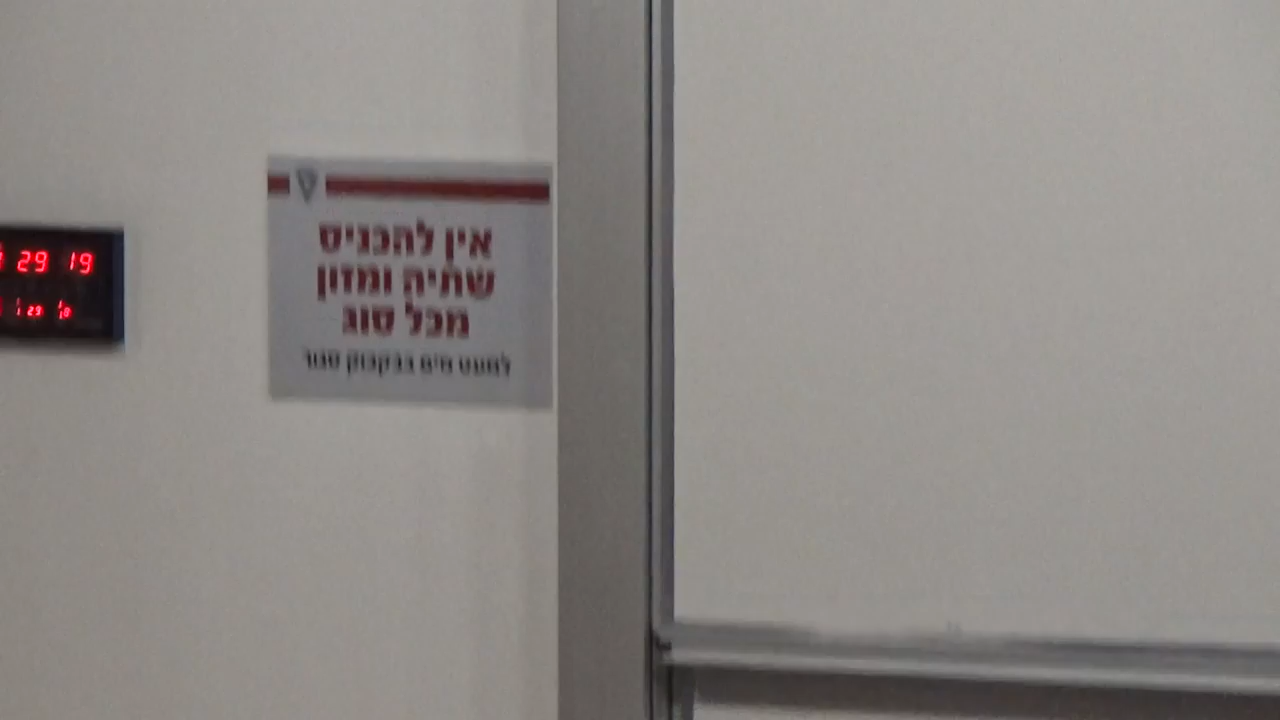 29 19
אין להכניס
שתיה ומזון
מכל סוג
למעט מים בבקבוק סגור